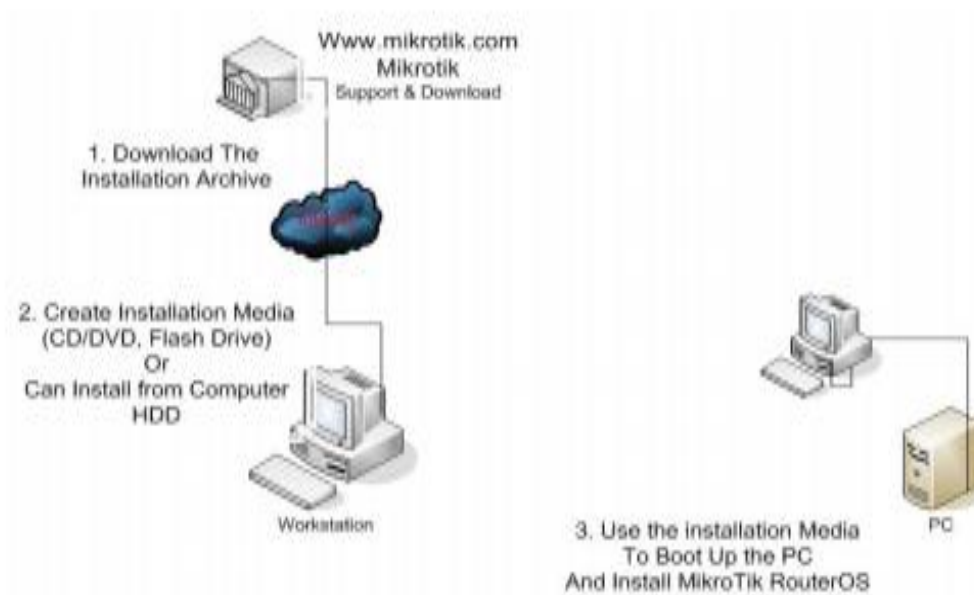 Www.mikrotik.com
Mikrotik
Support & Download
1. Download The
Installation Archive
2. Create Installation Media
(CD/DVD, Flash Drive)
Or
Can Install from Computer
HDD
Workstation
3. Use the installation Media
To Boot Up the PC
And Install MikroTik RouterOS
PC